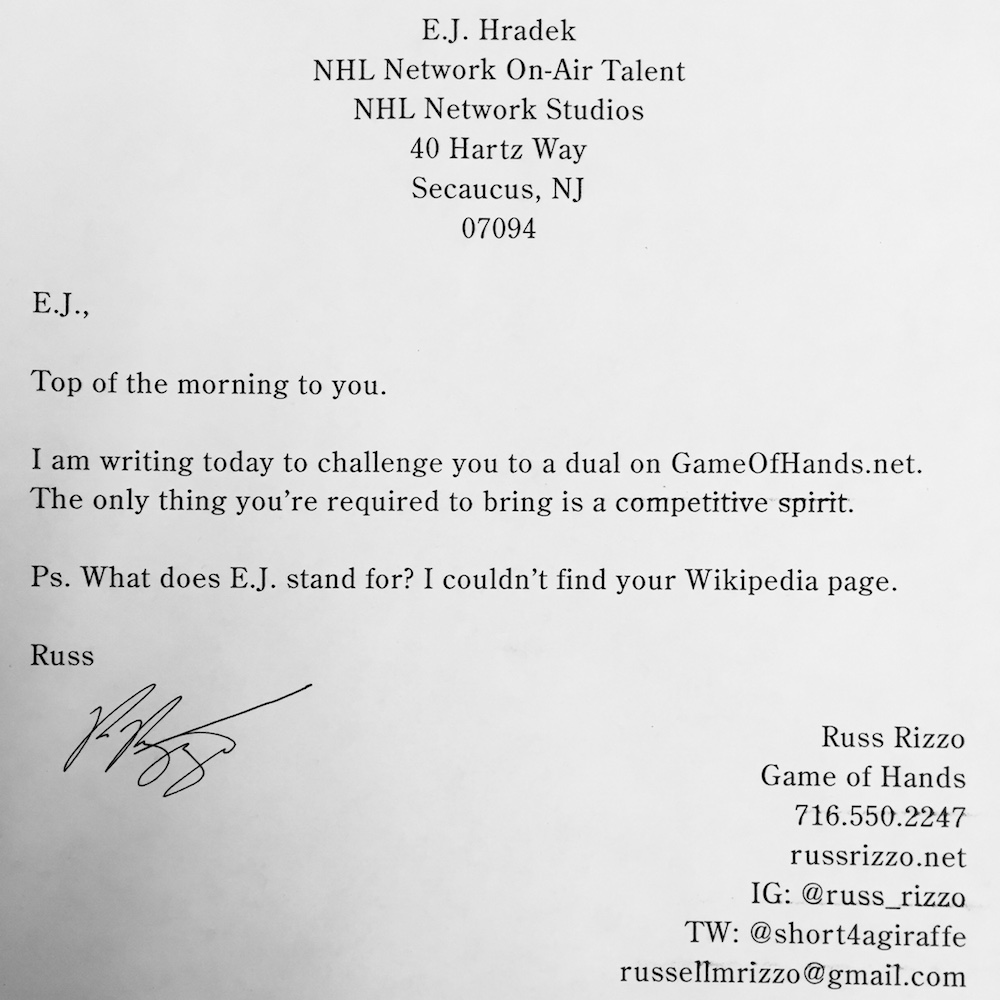 E.J. Hradek
NHL Network On-Air Talent
NHL Network Studios
40 Hartz Way
Secaucus, NJ
07094
E.J.,
Top of the morning to you.
I am writing today to challenge you to a dual on GameOfHands.net.
The only thing you're required to bring is a competitive spirit.
Ps. What does E.J. stand for? I couldn't find your Wikipedia page.
Russ
Russ Rizzo
Game of Hands
716.550.2247
russrizzo.net
IG: @russ_rizzo
TW: @short4agiraffe
russellmrizzo@gmail.com